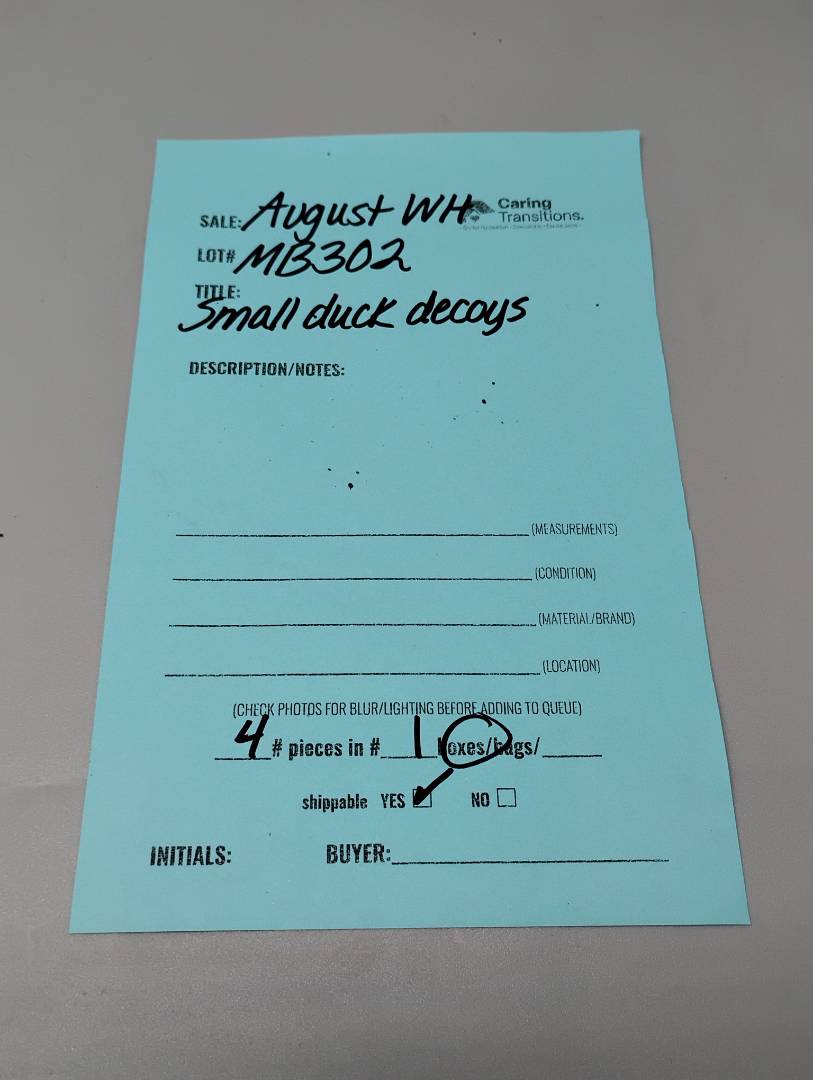 SALE: August WH
Caring
Transitions.
LOT# MB302
TITLE:
Small duck decoys
DESCRIPTION/NOTES:
(MEASUREMENTS)
(CONDITION)
(MATERIAL/BRAND)
(LOCATION)
(CHECK PHOTOS FOR BLUR/LIGHTING BEFORE ADDING TO QUEUE)
4 # pieces in # 1 boxes/bags/
shippable YES NO
INITIALS: BUYER: